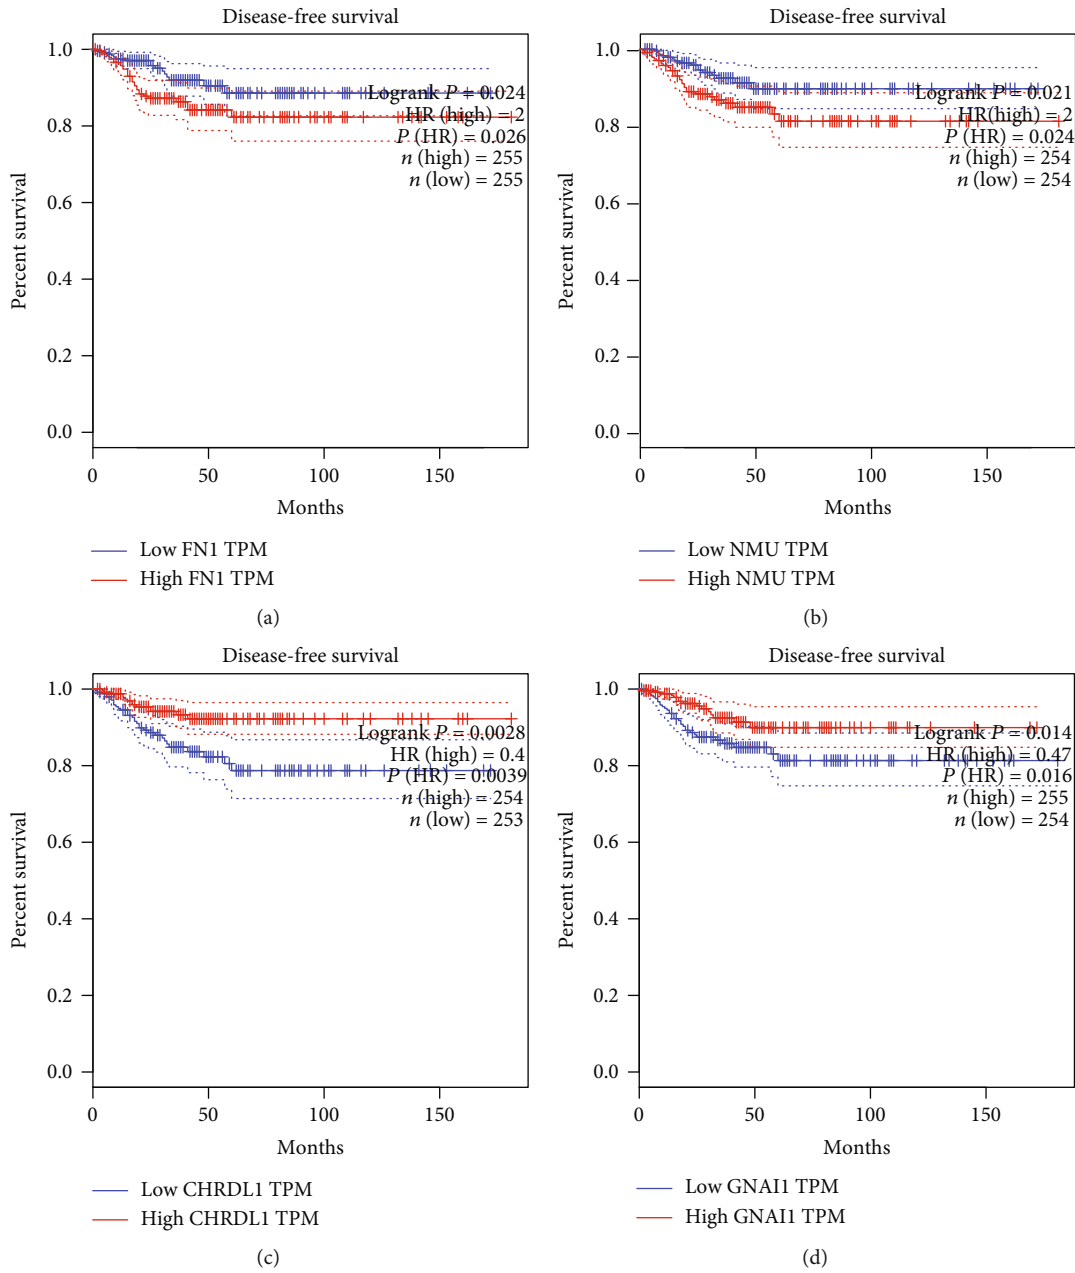 Disease-free survival
1.0
0.8
0.6
0.4
0.2
0.0
Percent survival
Logrank P = 0.024
HR (high) = 2
P (HR) = 0.026
n (high) = 255
n (low) = 255
0 50 100 150
Months
Low FN1 TPM
High FN1 TPM
(a)
Disease-free survival
1.0
0.8
0.6
0.4
0.2
0.0
Percent survival
Logrank P = 0.021
HR(high) = 2
P (HR) = 0.024
n (high) = 254
n (low) = 254
0 50 100 150
Months
Low NMU TPM
High NMU TPM
(b)
Disease-free survival
1.0
0.8
0.6
0.4
0.2
0.0
Percent survival
Logrank P = 0.0028
HR (high) = 0.4
P (HR) = 0.0039
n (high) = 254
n (low) = 253
0 50 100 150
Months
Low CHRDL1 TPM
High CHRDL1 TPM
(c)
Disease-free survival
1.0
0.8
0.6
0.4
0.2
0.0
Percent survival
Logrank P = 0.014
HR (high) = 0.47
P (HR) = 0.016
n (high) = 255
n (low) = 254
0 50 100 150
Months
Low GNAI1 TPM
High GNAI1 TPM
(d)